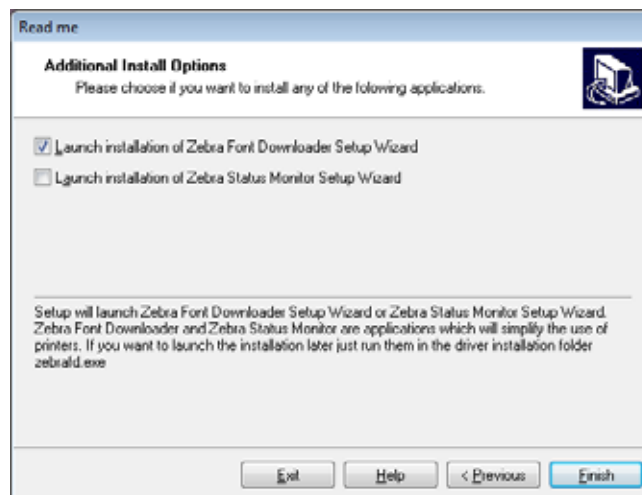 Read me
Additional Install Options
Please choose if you want to install any of the folowing applications.
Launch installation of Zebra Font Downloader Setup Wizard
Launch installation of Zebra Status Monitor Setup Wizard
Setup will launch Zebra Font Downloader Setup Wizard or Zebra Status Monitor Setup Wizard.
Zebra Font Downloader and Zebra Status Monitor are applications which will simplify the use of
printers. If you want to launch the installation later just run them in the driver installation folder
zebrafd.exe
Exit
Help
< Previous
Finish